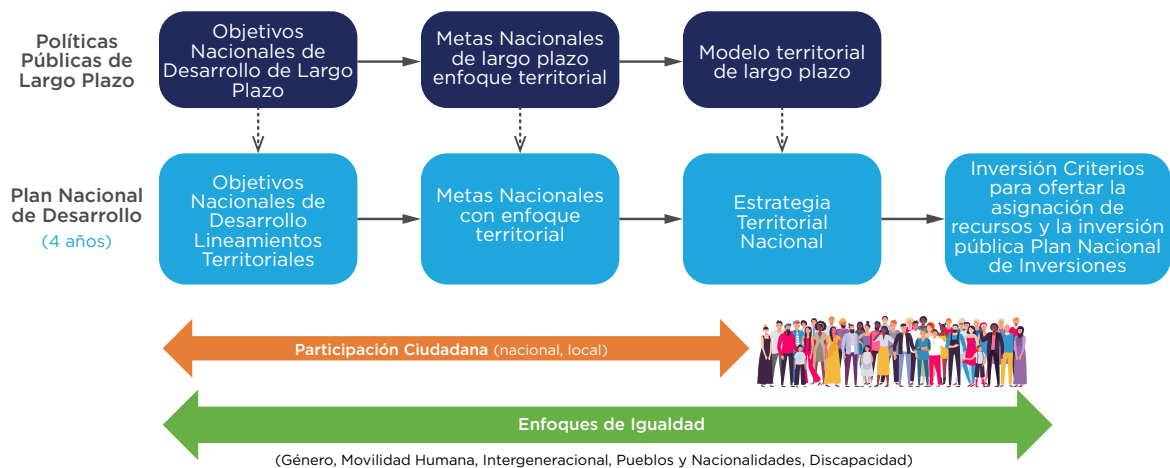 Políticas
Públicas de
Largo Plazo
Objetivos
Nacionales de
Desarrollo de Largo
Plazo
Metas Nacionales
de largo plazo
enfoque territorial
Modelo territorial
de largo plazo
Plan Nacional
de Desarrollo
(4 años)
Objetivos
Nacionales de
Desarrollo
Lineamientos
Territoriales
Metas Nacionales
con enfoque
territorial
Estrategia
Territorial
Nacional
Inversión Criterios
para ofertar la
asignación de
recursos y la inversión
pública Plan Nacional
de Inversiones
Participación Ciudadana (nacional, local)
Enfoques de Igualdad
(Género, Movilidad Humana, Intergeneracional, Pueblos y Nacionalidades, Discapacidad)